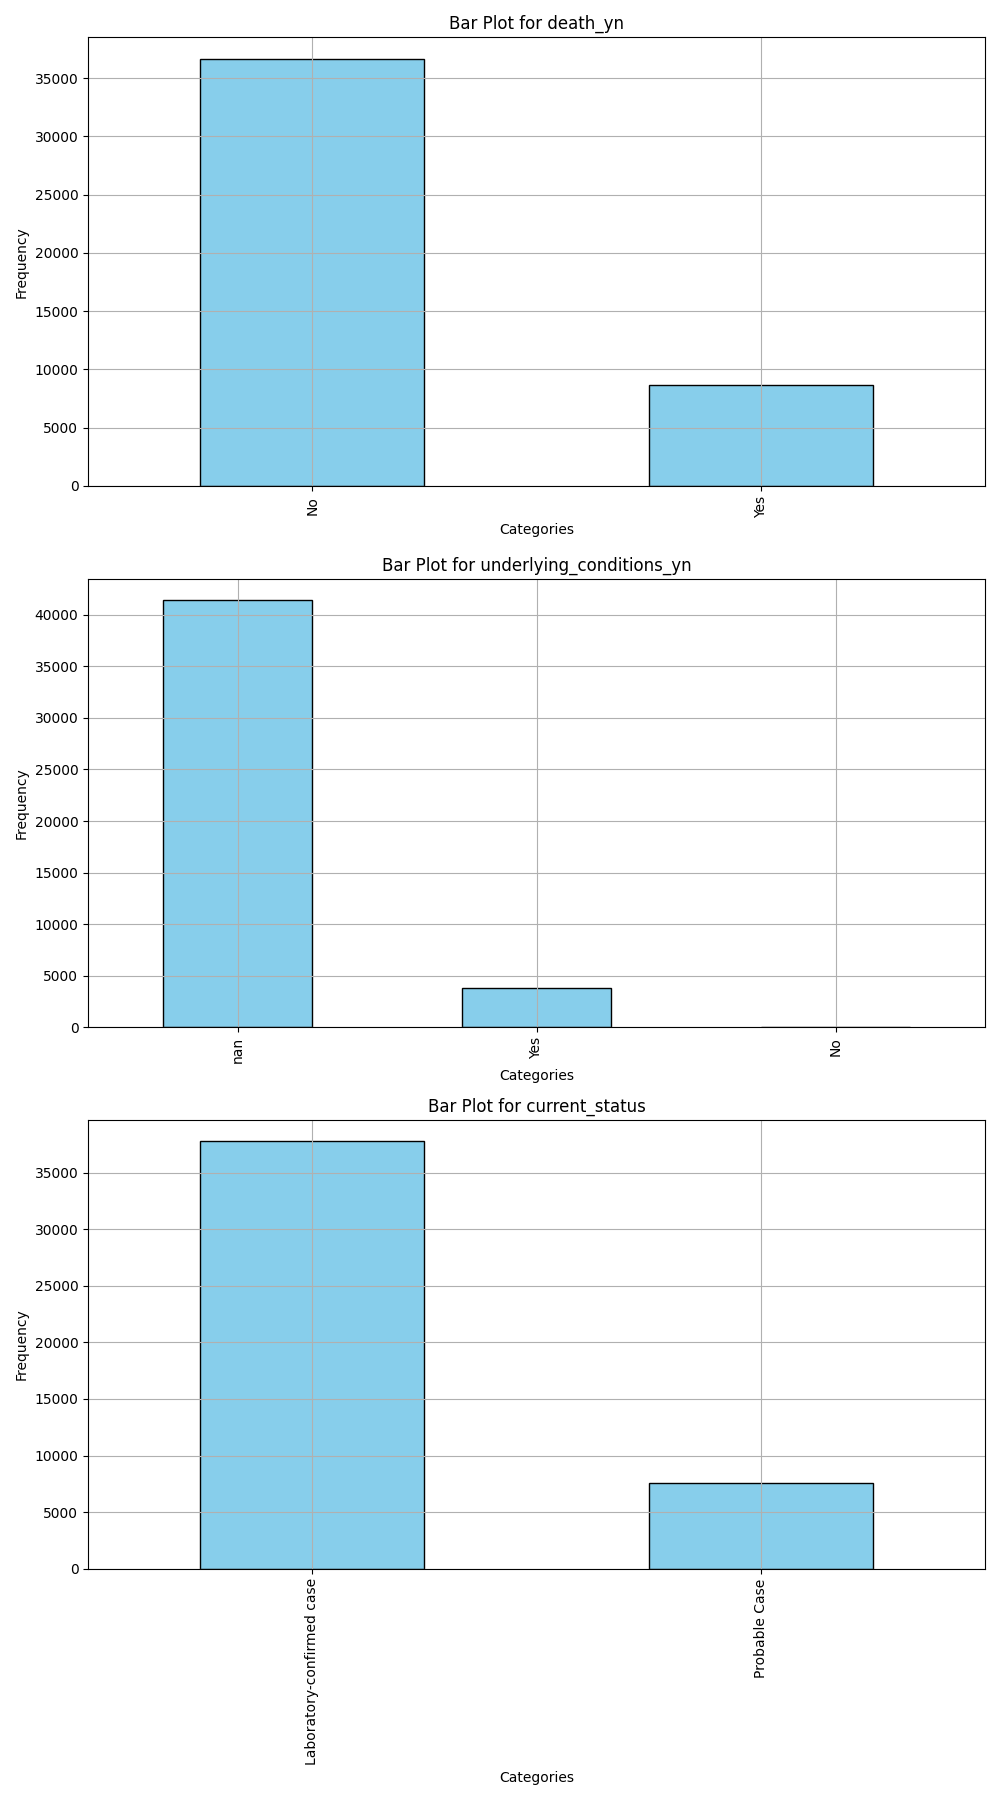 Bar Plot for death_yn
35000
30000
25000
20000
15000
10000
5000
0
Frequency
No
Yes
Categories
Bar Plot for underlying_conditions_yn
40000
35000
30000
25000
20000
15000
10000
5000
0
Frequency
nan
Yes
No
Categories
Bar Plot for current_status
35000
30000
25000
20000
15000
10000
5000
0
Frequency
Laboratory-confirmed case
Probable Case
Categories